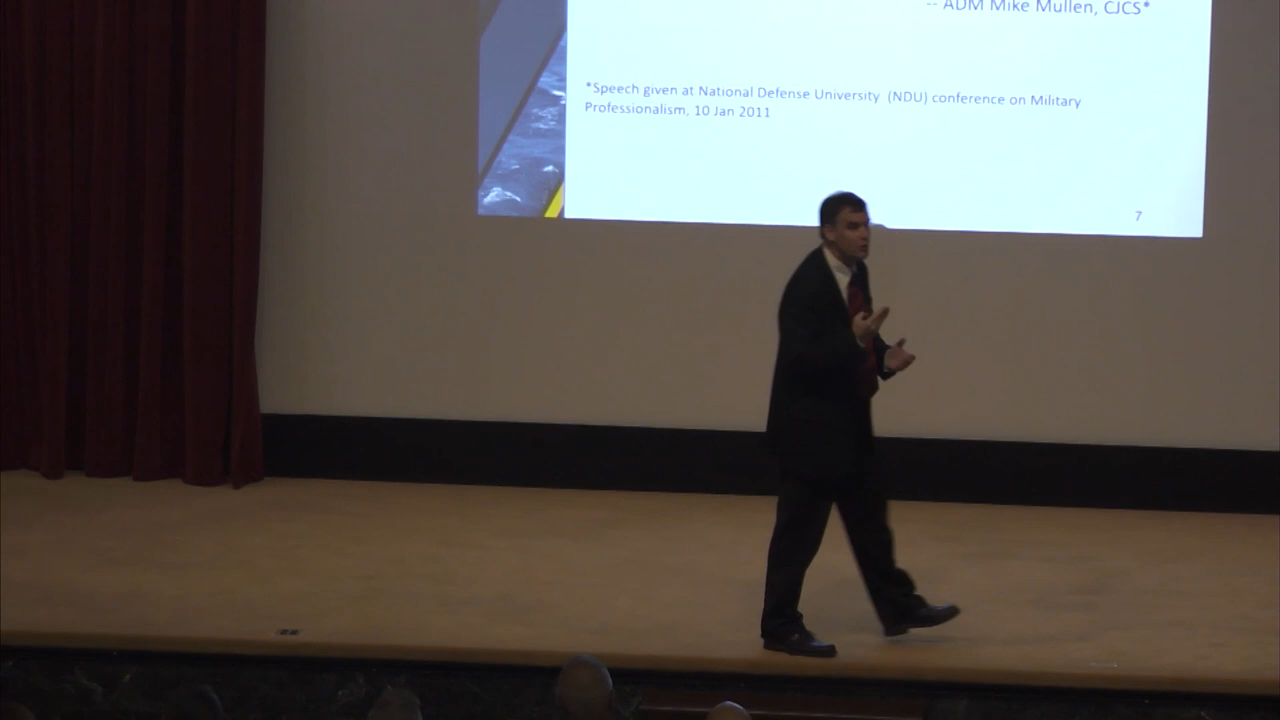 -- ADM Mike Mullen, CJCS*
*Speech given at National Defense University (NDU) conference on Military
Professionalism, 10 Jan 2011
7